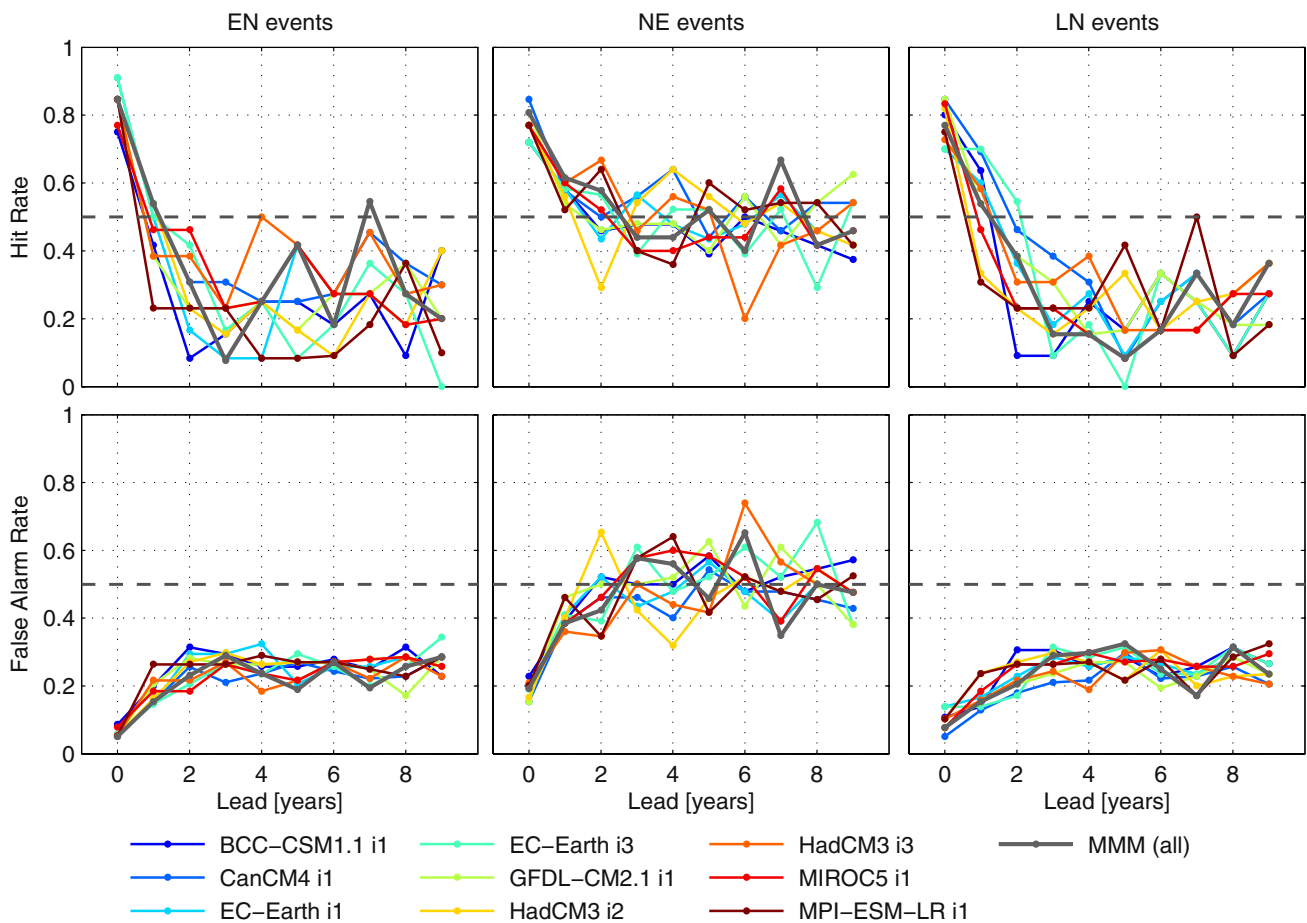 EN events NE events LN events
1
0.8
0.6
0.4
0.2
0
Hit Rate
1
0.8
0.6
0.4
0.2
0
False Alarm Rate
0 2 4 6 8 0 2 4 6 8 0 2 4 6 8
Lead [years] Lead [years] Lead [years]
BCC−CSM1.1 i1 EC−Earth i3 HadCM3 i3 MMM (all)
CanCM4 i1 GFDL−CM2.1 i1 MIROC5 i1
EC−Earth i1 HadCM3 i2 MPI−ESM−LR i1